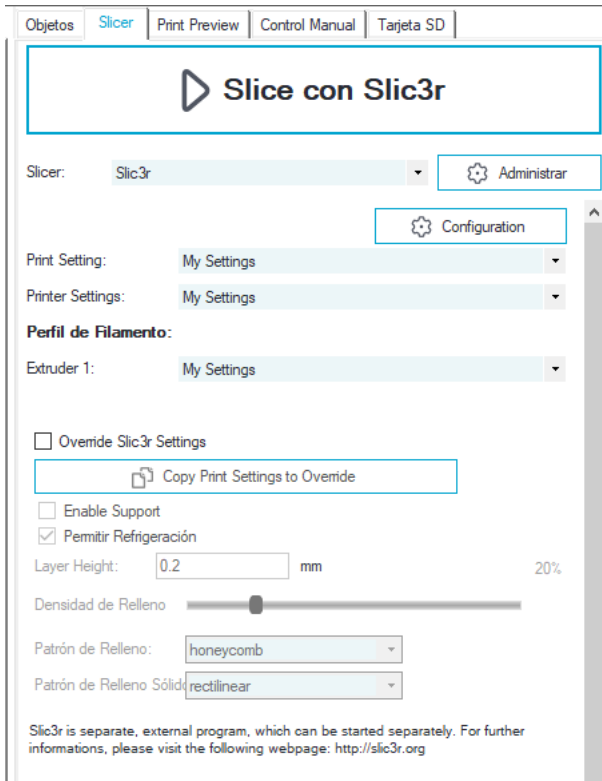 Objetos Slicer Print Preview Control Manual Tarjeta SD
Slice con Slic3r
Slicer: Slic3r Administrar
Configuration
Print Setting: My Settings
Printer Settings: My Settings
Perfil de Filamento:
Extruder 1: My Settings
Override Slic3r Settings
Copy Print Settings to Override
Enable Support
Permitir Refrigeración
Layer Height: 0.2 mm 20%
Densidad de Relleno
Patrón de Relleno: honeycomb
Patrón de Relleno Sólido rectilinear
Slic3r is separate, external program, which can be started separately. For further
informations, please visit the following webpage: http://slic3r.org